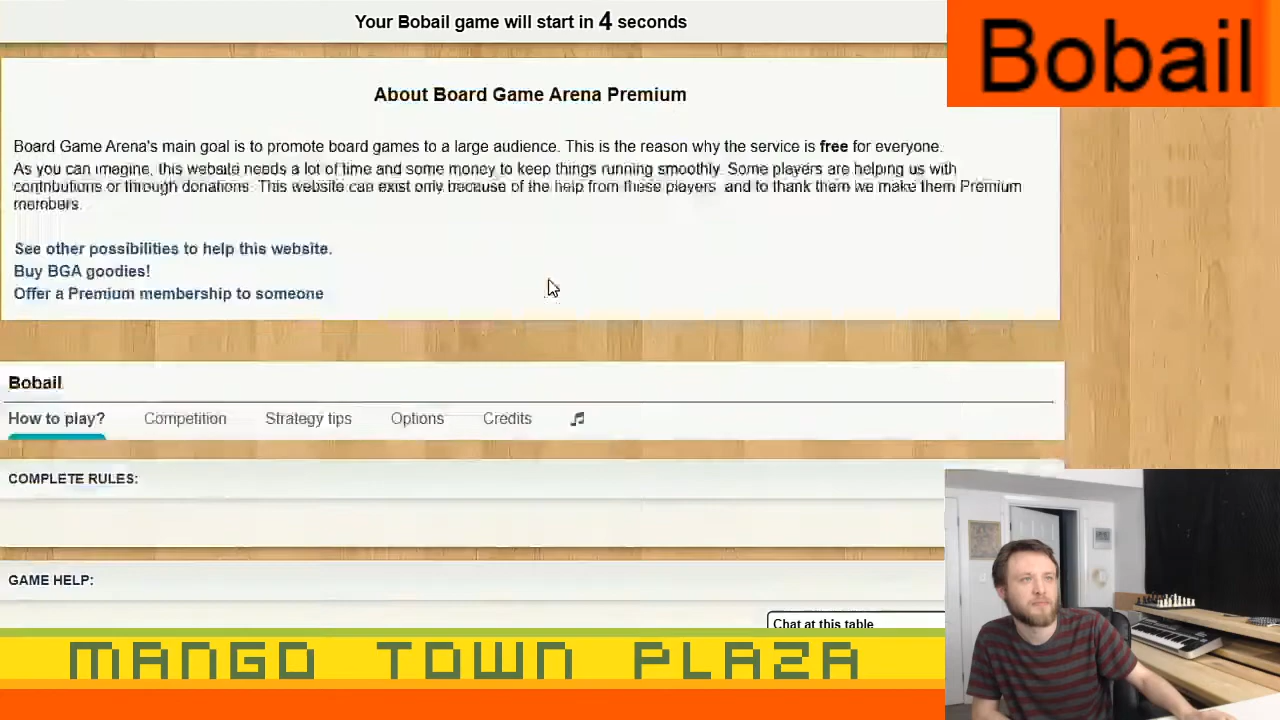 Your Bobail game will start in 4 seconds
Bobail
About Board Game Arena Premium
Board Game Arena's main goal is to promote board games to a large audience. This is the reason why the service is free for everyone.
As you can imagine, this website needs a lot of time and some money to keep things running smoothly. Some players are helping us with
contributions or through donations. This website can exist only because of the help from these players and to thank them we make them Premium
members.
See other possibilities to help this website.
Buy BGA goodies!
Offer a Premium membership to someone
Bobail
How to play? Competition Strategy tips Options Credits
COMPLETE RULES:
GAME HELP:
Chat at this table
MANGO TOWN PLAZA